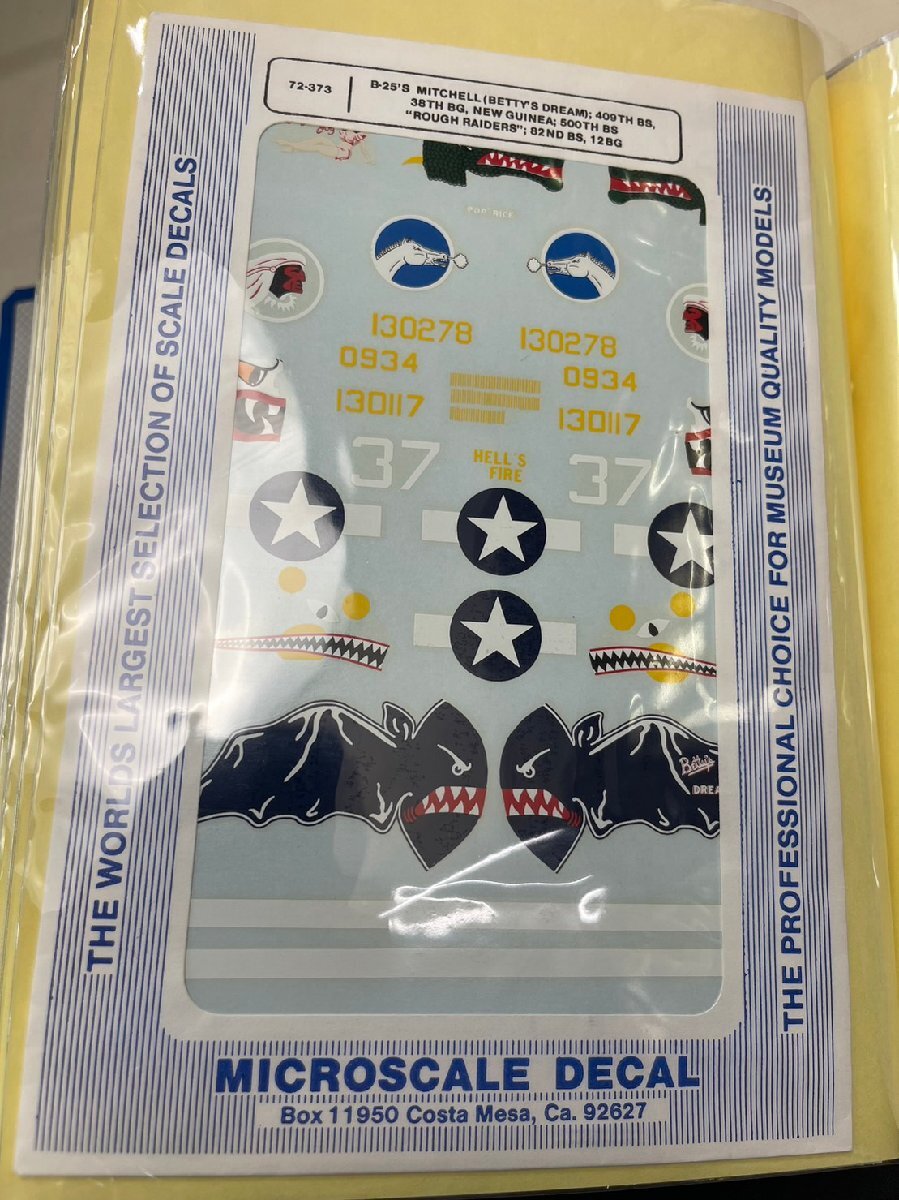 72-373
B-25'S MITCHELL (BETTY'S DREAM); 409TH BS,
38TH BG, NEW GUINEA; 500TH BS
"ROUGH RAIDERS"; 82ND BS, 12BG
THE WORLDS LARGEST SELECTION OF SCALE DECALS
THE PROFESSIONAL CHOICE FOR MUSEUM QUALITY MODELS
130278 130278
0934 0934
130117 130117
37 37
HELL'S
FIRE
Betty's
DREA
MICROSCALE DECAL
Box 11950 Costa Mesa, Ca. 92627